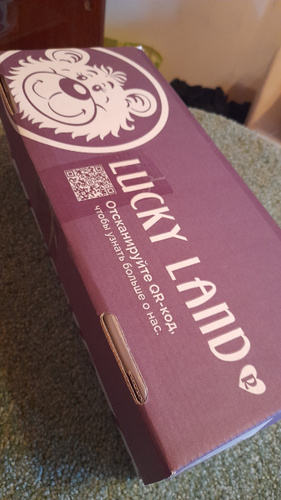 LUCKY LAND
Отсканируйте QR-код,
чтобы узнать больше о нас.